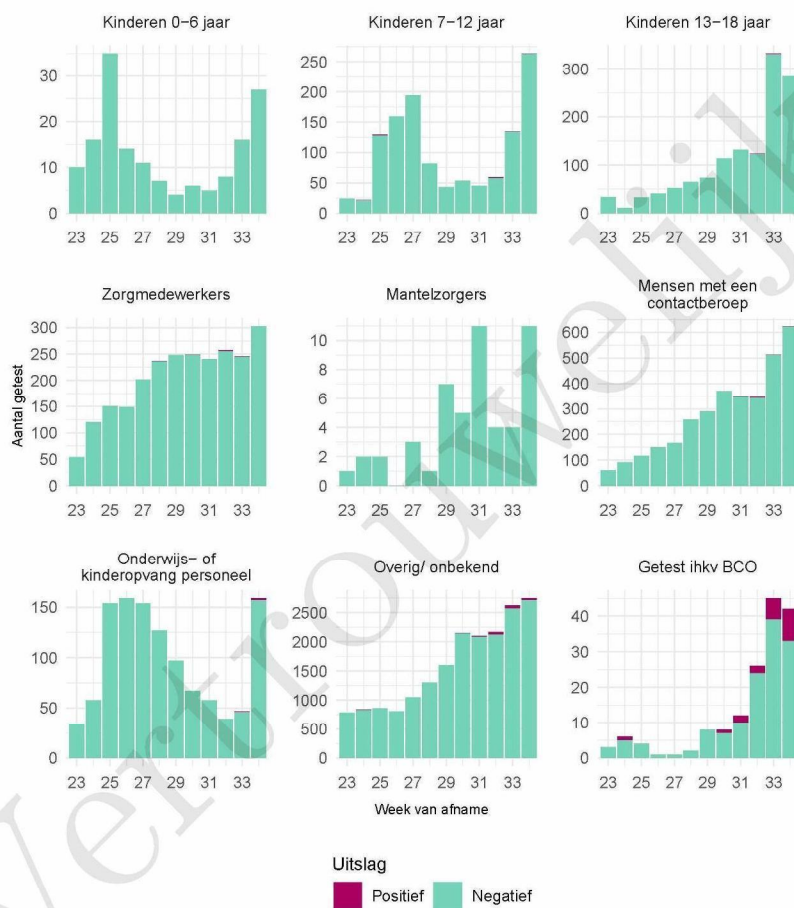 Kinderen 0−6 jaar
30
20
10
0
23 25 27 29 31 33
Kinderen 7−12 jaar
250
200
150
100
50
0
23 25 27 29 31 33
Kinderen 13−18 jaar
300
200
100
0
23 25 27 29 31 33
Zorgmedewerkers
300
250
200
150
100
50
0
23 25 27 29 31 33
Mantelzorgers
10
8
6
4
2
0
23 25 27 29 31 33
Mensen met een
contactberoep
600
500
400
300
200
100
0
23 25 27 29 31 33
Aantal getest
Onderwijs− of
kinderopvang personeel
150
100
50
0
23 25 27 29 31 33
Overig/ onbekend
2500
2000
1500
1000
500
0
23 25 27 29 31 33
Getest ihkv BCO
40
30
20
10
0
23 25 27 29 31 33
Week van afname
Uitslag
Positief Negatief
Vertrouwelijk